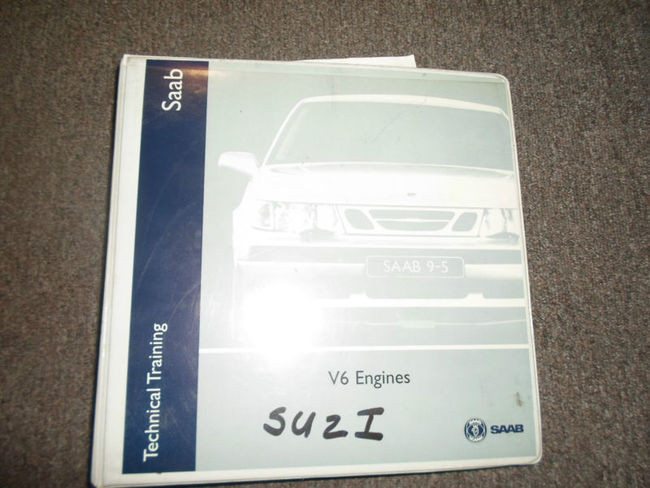 Saab
Technical Training
SAAB 9-5
V6 Engines
SUZI
SAAB